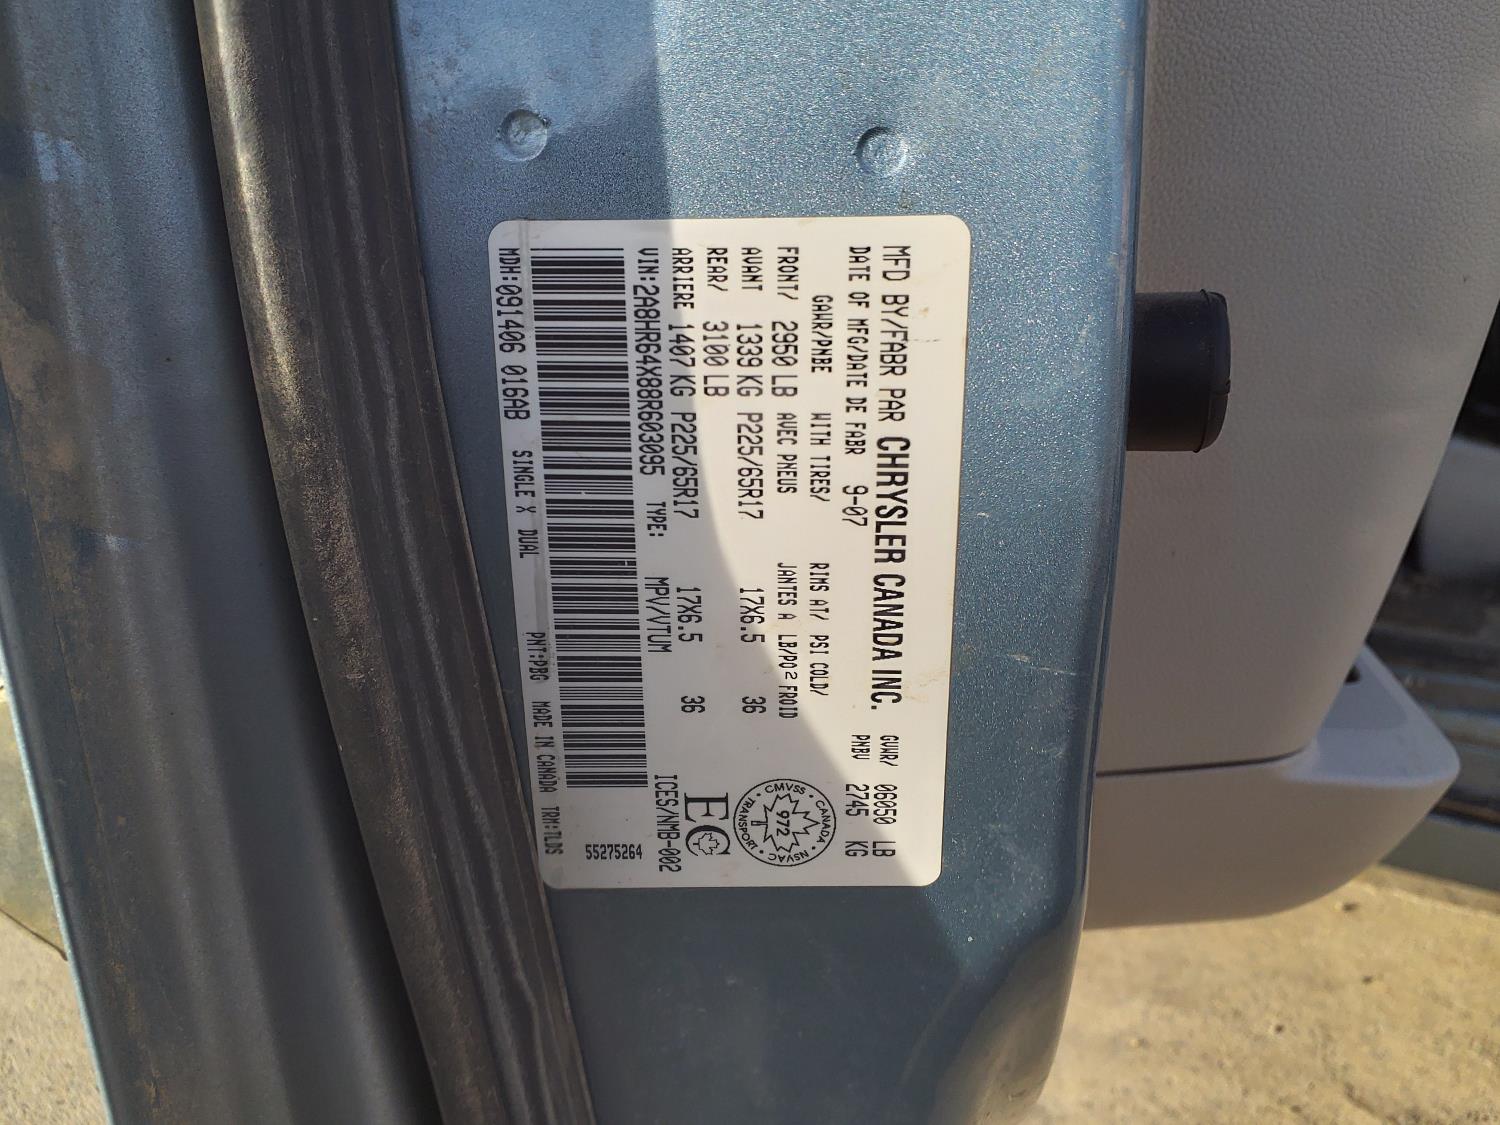 MFD BY/FABR PAR CHRYSLER CANADA INC. GVWR/ 06050 LB
DATE OF MFG/DATE DE FABR 9-07 PNBV 2745 KG
GAWR/PNBE WITH TIRES/ RIMS AT/ PSI COLD/
FRONT/ 2950 LB AVEC PNEUS JANTES A LB/PO² FROID
AVANT 1339 KG P225/65R17 17X6.5 36
REAR/ 3100 LB
ARRIERE 1407 KG P225/65R17 17X6.5 36
CMVSS • CANADA • NSVAC • TRANSPORT •
972
EC
VIN:2A8HR64X88R603095 TYPE: MPV/VTUM ICES/NMB-002
55275264
MDH:091406 016AB SINGLE X DUAL PNT:PBG MADE IN CANADA TRM:TLDS